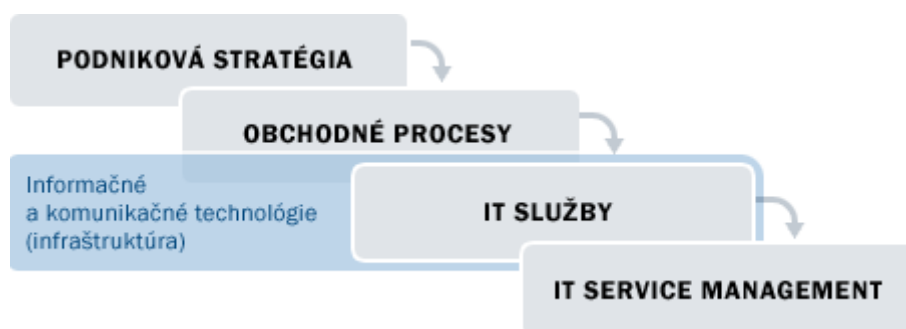 PODNIKOVÁ STRATÉGIA
OBCHODNÉ PROCESY
Informačné
a komunikačné technológie
(infraštruktúra)
IT SLUŽBY
IT SERVICE MANAGEMENT